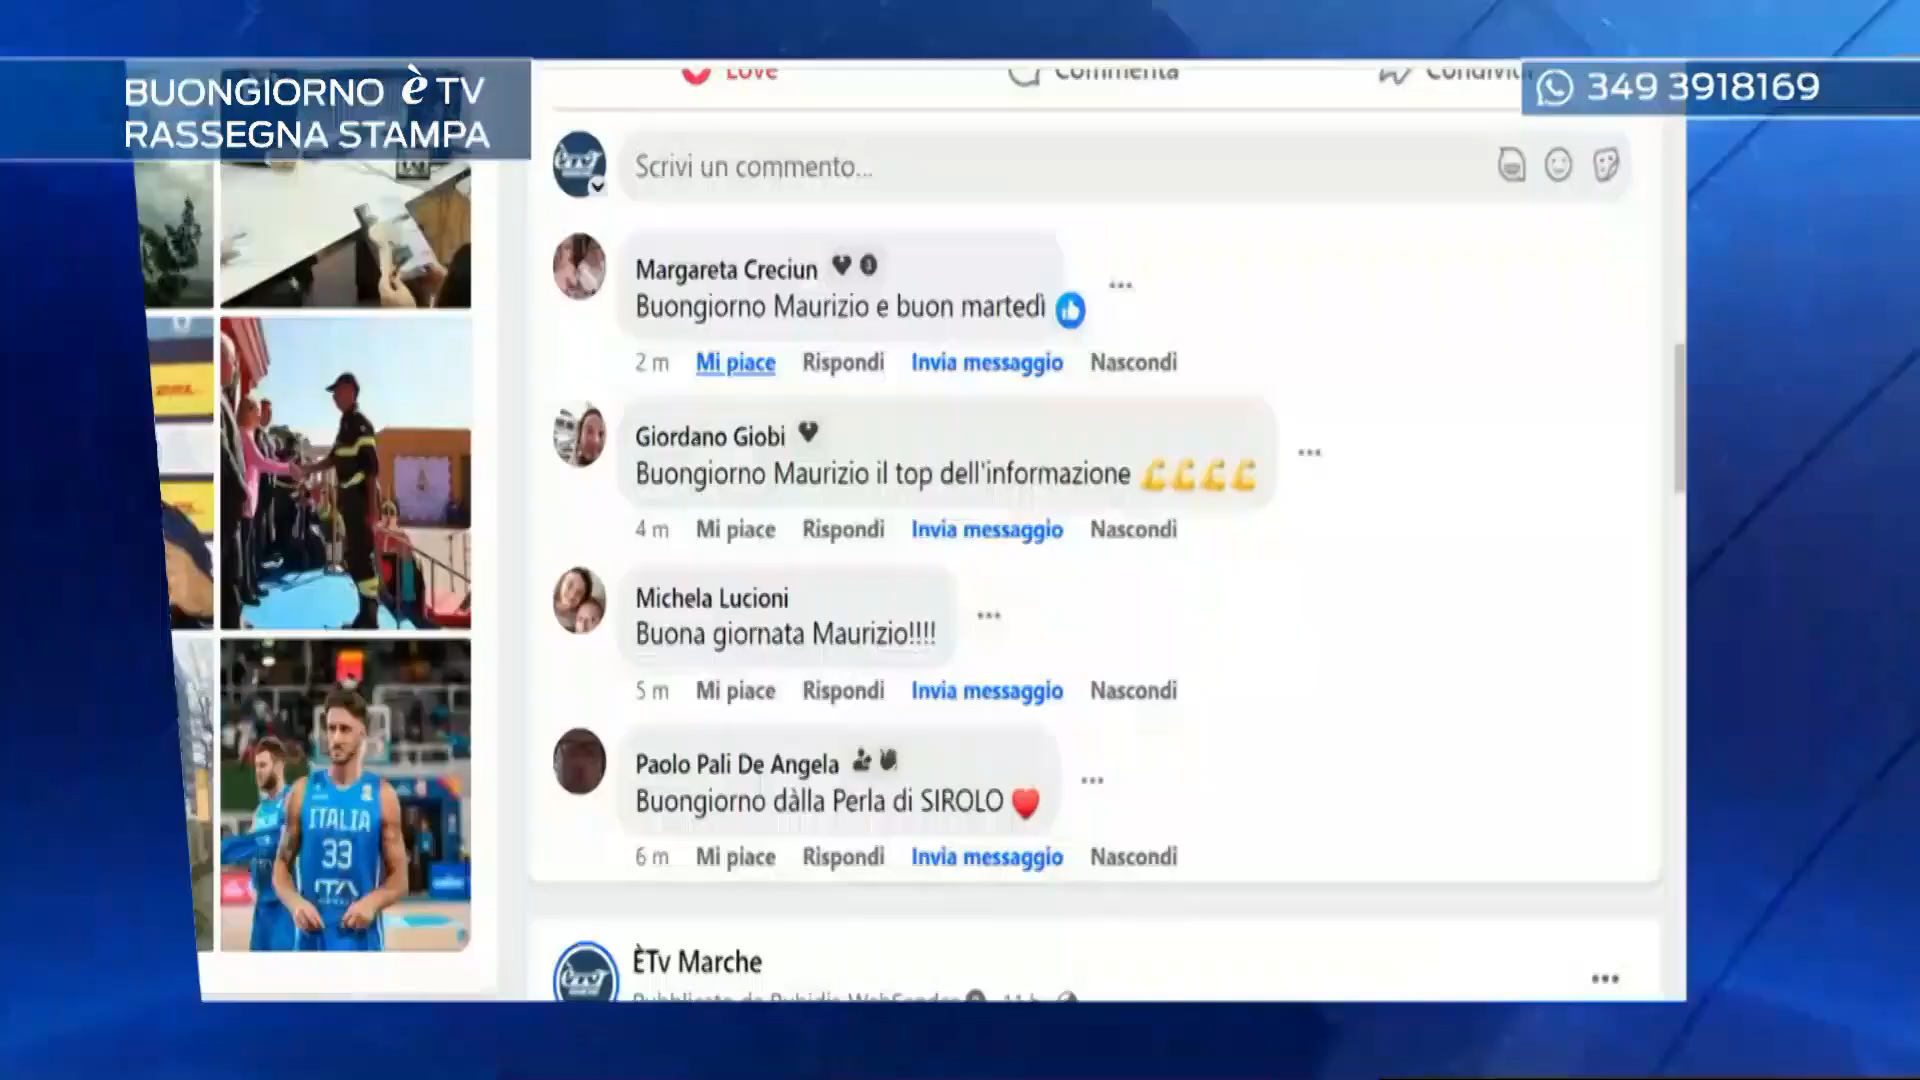 BUONGIORNO è TV
RASSEGNA STAMPA
349 3918169
Love
Commenta
Scrivi un commento...
Margareta Creciun
Buongiorno Maurizio e buon martedì 👍
2 m Mi piace Rispondi Invia messaggio Nascondi
Giordano Giobi
Buongiorno Maurizio il top dell'informazione 💪💪💪💪
4 m Mi piace Rispondi Invia messaggio Nascondi
Michela Lucioni
Buona giornata Maurizio!!!!
5 m Mi piace Rispondi Invia messaggio Nascondi
Paolo Pali De Angela
Buongiorno dàlla Perla di SIROLO ❤️
6 m Mi piace Rispondi Invia messaggio Nascondi
ITALIA
33
ITA
ÈTv Marche